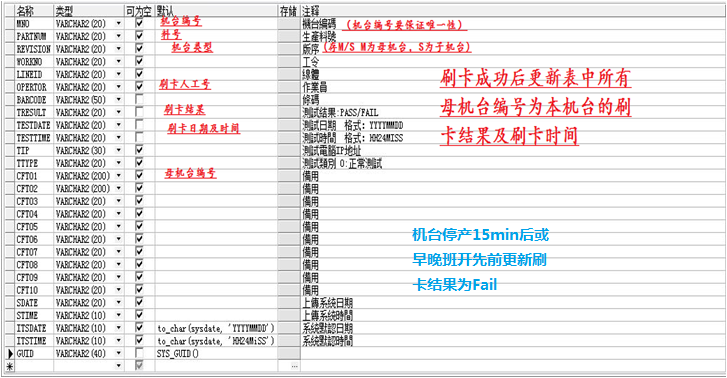 名称 类型 可为空 默认 存储 注释
MNO VARCHAR2(20) 机台编号 機台编碼 (机台编号要保证唯一性)
PARTNUM VARCHAR2(20) 料号 生產料號
REVISION VARCHAR2(20) 机台类型 版序 (存M/S M为母机台，S为子机台)
WORKNO VARCHAR2(20) 工令
LINEID VARCHAR2(20) 線體
OPERTOR VARCHAR2(20) 刷卡人工号 作業員
BARCODE VARCHAR2(50) 條碼
TRESULT VARCHAR2(20) 刷卡结果 測試结果:PASS/FAIL
TESTDATE VARCHAR2(20) 刷卡日期及时间 測試日期 格式: YYYYMMDD
TESTTIME VARCHAR2(20) 測試時間 格式: HH24MISS
TIP VARCHAR2(30) 測試電腦IP地址
TTYPE VARCHAR2(20) 測試類別 0:正常測試
CFT01 VARCHAR2(200) 母机台编号 備用
CFT02 VARCHAR2(200) 備用
CFT03 VARCHAR2(20) 備用
CFT04 VARCHAR2(20) 備用
CFT05 VARCHAR2(20) 備用
CFT06 VARCHAR2(20) 備用
CFT07 VARCHAR2(20) 備用
CFT08 VARCHAR2(20) 備用
CFT09 VARCHAR2(20) 備用
CFT10 VARCHAR2(20) 備用
SDATE VARCHAR2(20) 上傳系统日期
STIME VARCHAR2(10) 上傳系统時間
ITSDATE VARCHAR2(10) to_char(sysdate, 'YYYYMMDD') 系统默認日期
ITSTIME VARCHAR2(10) to_char(sysdate, 'HH24MiSS') 系统默認時間
GUID VARCHAR2(40) SYS_GUID()
刷卡成功后更新表中所有
母机台编号为本机台的刷
卡结果及刷卡时间
机台停产15min后或
早晚班开先前更新刷
卡结果为Fail